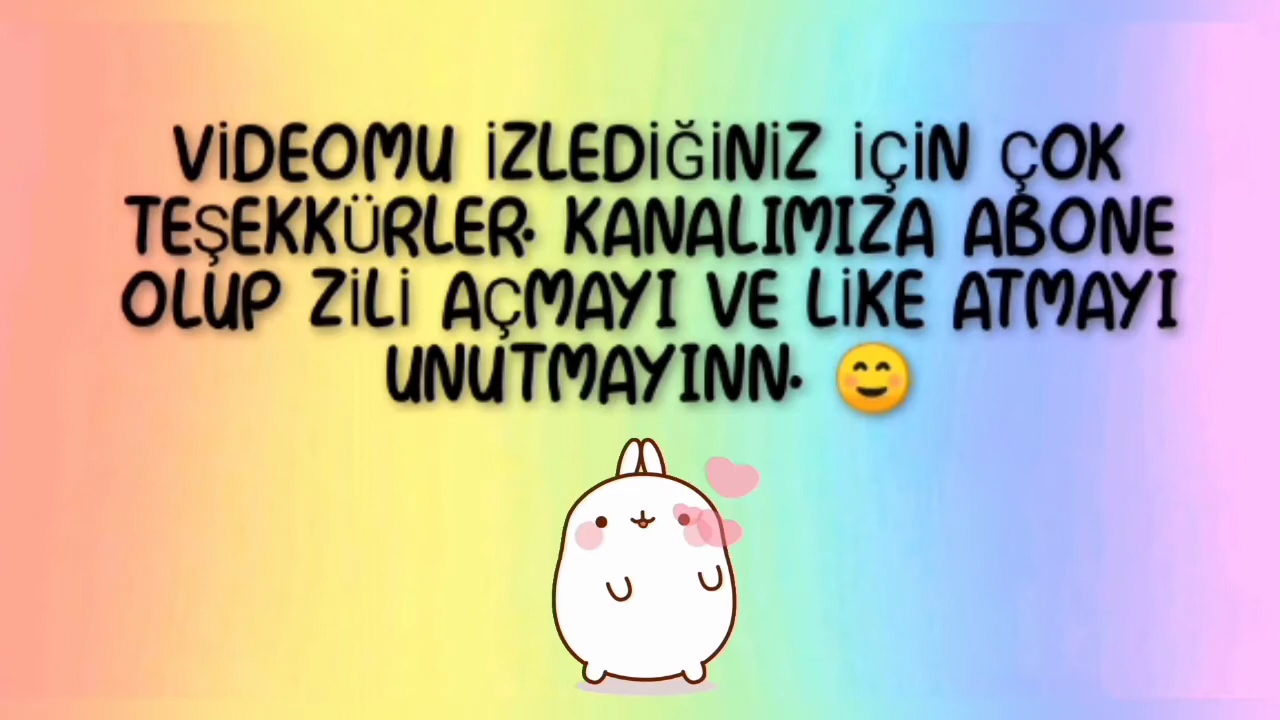 VİDEOMU İZLEDİĞİNİZ İÇİN ÇOK
TEŞEKKÜRLER. KANALIMIZA ABONE
OLUP ZİLİ AÇMAYI VE LİKE ATMAYI
UNUTMAYINN. 😊